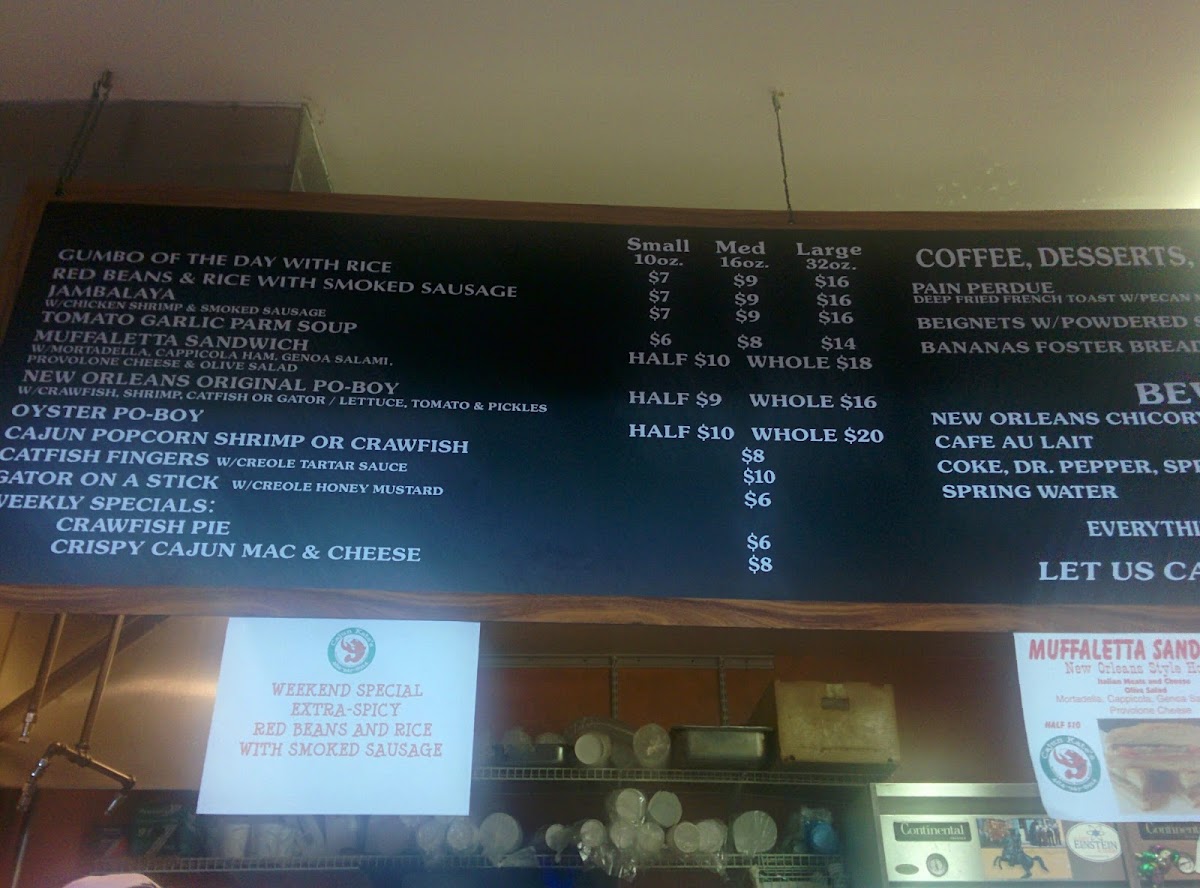 Small Med Large
10oz. 16oz. 32oz.
GUMBO OF THE DAY WITH RICE $7 $9 $16
RED BEANS & RICE WITH SMOKED SAUSAGE $7 $9 $16
JAMBALAYA $7 $9 $16
W/CHICKEN SHRIMP & SMOKED SAUSAGE
TOMATO GARLIC PARM SOUP $6 $8 $14
MUFFALETTA SANDWICH HALF $10 WHOLE $18
W/MORTADELLA, CAPPICOLA HAM, GENOA SALAMI,
PROVOLONE CHEESE & OLIVE SALAD
NEW ORLEANS ORIGINAL PO-BOY HALF $9 WHOLE $16
W/CRAWFISH, SHRIMP, CATFISH OR GATOR / LETTUCE, TOMATO & PICKLES
OYSTER PO-BOY HALF $10 WHOLE $20
CAJUN POPCORN SHRIMP OR CRAWFISH $8
CATFISH FINGERS W/CREOLE TARTAR SAUCE $10
GATOR ON A STICK W/CREOLE HONEY MUSTARD $6
WEEKLY SPECIALS:
CRAWFISH PIE $6
CRISPY CAJUN MAC & CHEESE $8
COFFEE, DESSERTS,
PAIN PERDUE
DEEP FRIED FRENCH TOAST W/PECAN
BEIGNETS W/POWDERED
BANANAS FOSTER BREAD
BEV
NEW ORLEANS CHICOR
CAFE AU LAIT
COKE, DR. PEPPER, SPR
SPRING WATER
EVERYTHI
LET US CA
WEEKEND SPECIAL
EXTRA-SPICY
RED BEANS AND RICE
WITH SMOKED SAUSAGE
MUFFALETTA SAND
New Orleans Style H
Italian Meats and Cheese
Olive Salad
Mortadella, Cappicola, Genoa Sa
Provolone Cheese
HALF $10
Continental
EINSTEIN
Continent